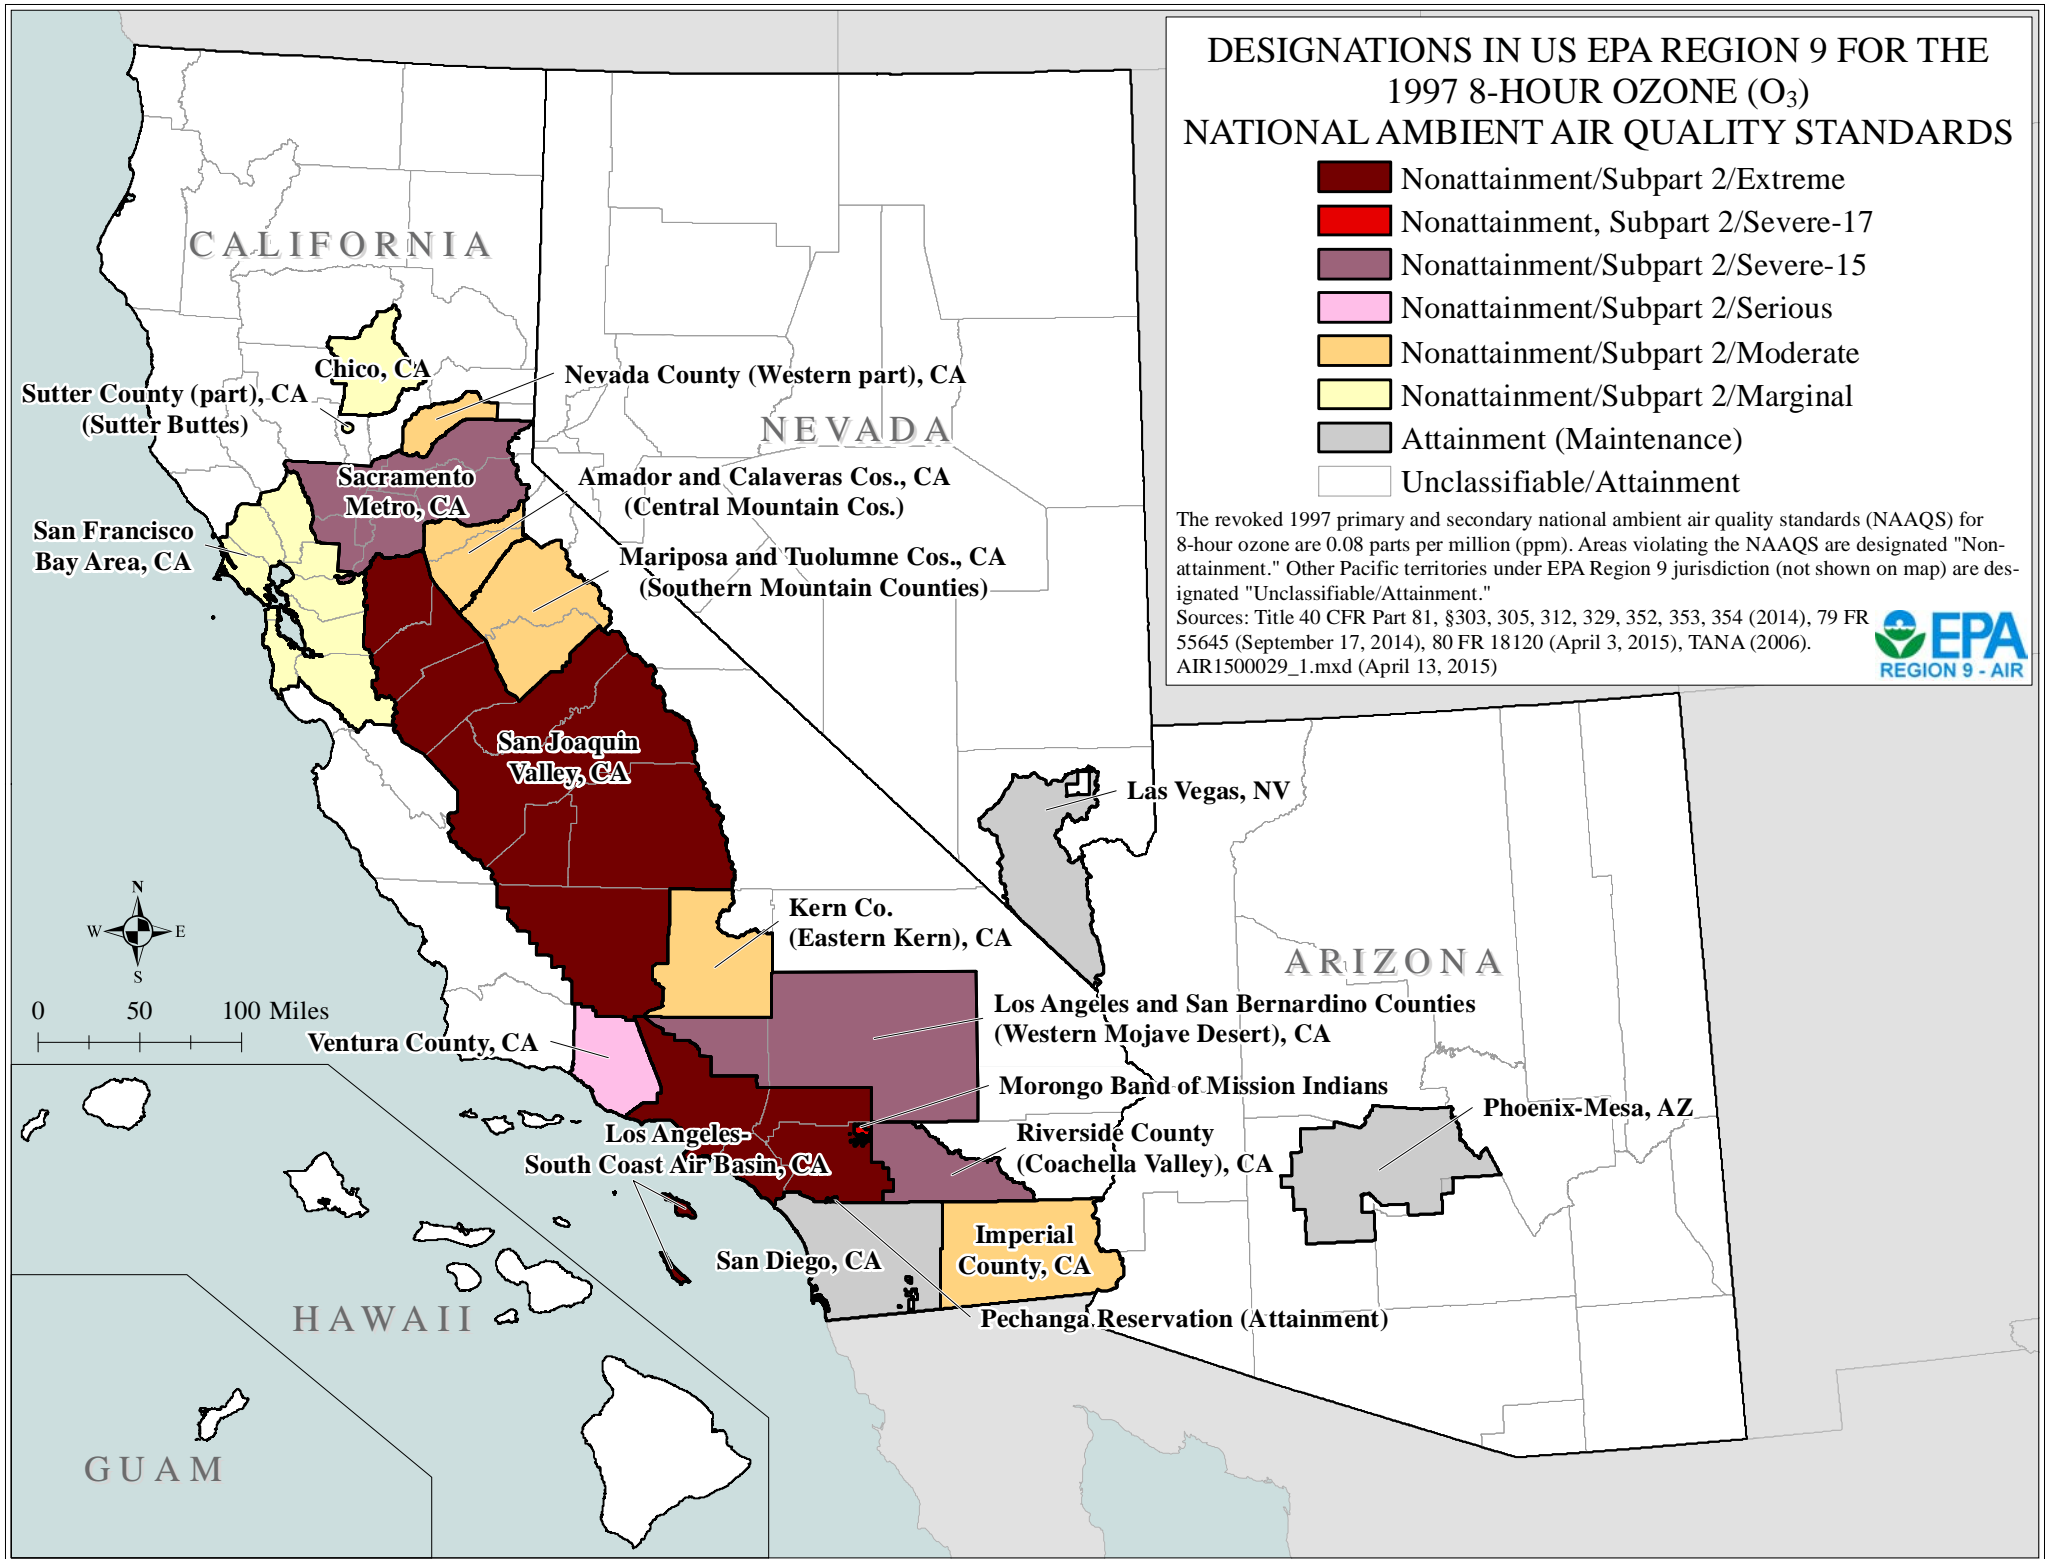 DESIGNATIONS IN US EPA REGION 9 FOR THE
1997 8-HOUR OZONE (O₃)
NATIONAL AMBIENT AIR QUALITY STANDARDS
Nonattainment/Subpart 2/Extreme
Nonattainment, Subpart 2/Severe-17
Nonattainment/Subpart 2/Severe-15
Nonattainment/Subpart 2/Serious
Nonattainment/Subpart 2/Moderate
Nonattainment/Subpart 2/Marginal
Attainment (Maintenance)
Unclassifiable/Attainment
The revoked 1997 primary and secondary national ambient air quality standards (NAAQS) for
8-hour ozone are 0.08 parts per million (ppm). Areas violating the NAAQS are designated "Non-
attainment." Other Pacific territories under EPA Region 9 jurisdiction (not shown on map) are des-
ignated "Unclassifiable/Attainment."
Sources: Title 40 CFR Part 81, §303, 305, 312, 329, 352, 353, 354 (2014), 79 FR
55645 (September 17, 2014), 80 FR 18120 (April 3, 2015), TANA (2006).
AIR1500029_1.mxd (April 13, 2015)
EPA
REGION 9 - AIR
CALIFORNIA
Chico, CA
Sutter County (part), CA
(Sutter Buttes)
Nevada County (Western part), CA
NEVADA
Sacramento
Metro, CA
Amador and Calaveras Cos., CA
(Central Mountain Cos.)
San Francisco
Bay Area, CA
Mariposa and Tuolumne Cos., CA
(Southern Mountain Counties)
San Joaquin
Valley, CA
Las Vegas, NV
Kern Co.
(Eastern Kern), CA
ARIZONA
N
W
E
S
0
50
100 Miles
Los Angeles and San Bernardino Counties
(Western Mojave Desert), CA
Ventura County, CA
Morongo Band of Mission Indians
Phoenix-Mesa, AZ
Los Angeles-
South Coast Air Basin, CA
Riverside County
(Coachella Valley), CA
San Diego, CA
Imperial
County, CA
Pechanga Reservation (Attainment)
HAWAII
GUAM